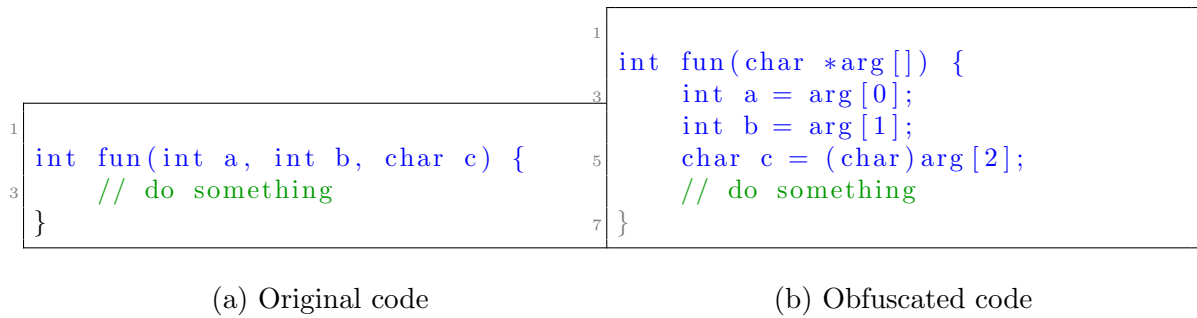 1
int fun(int a, int b, char c) {
3 // do something
}
(a) Original code
1
int fun(char *arg[]) {
3 int a = arg[0];
int b = arg[1];
5 char c = (char)arg[2];
// do something
7 }
(b) Obfuscated code